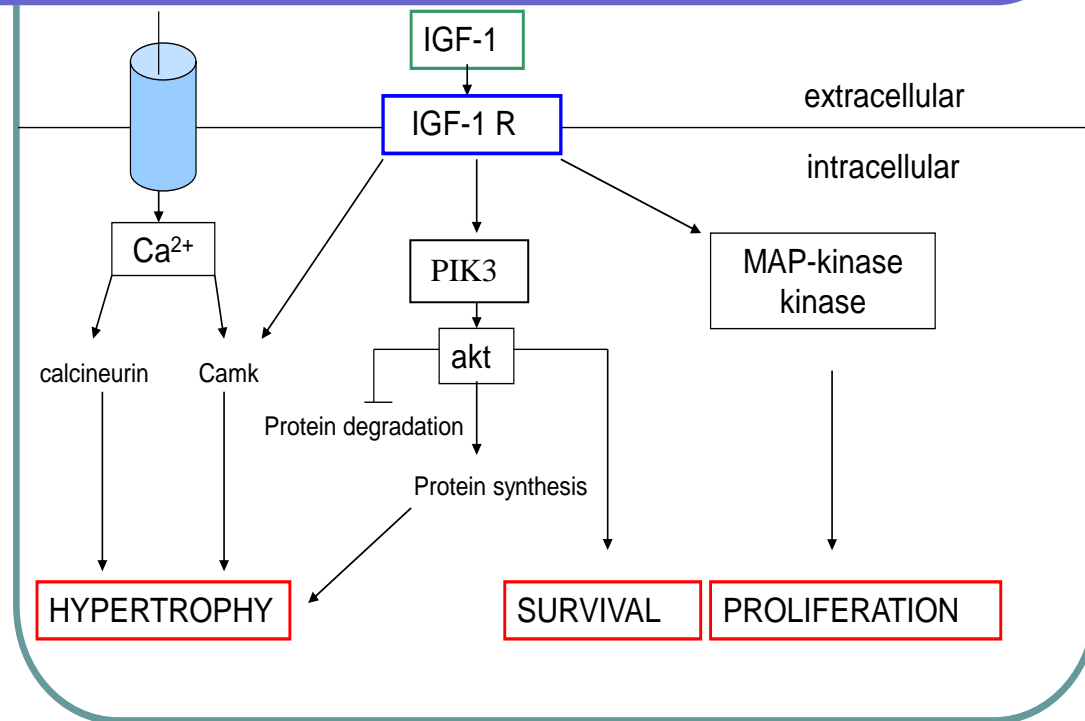 IGF-1
extracellular
IGF-1 R
intracellular
Ca²⁺
PIK3
MAP-kinase
kinase
akt
calcineurin
Camk
Protein degradation
Protein synthesis
HYPERTROPHY
SURVIVAL
PROLIFERATION